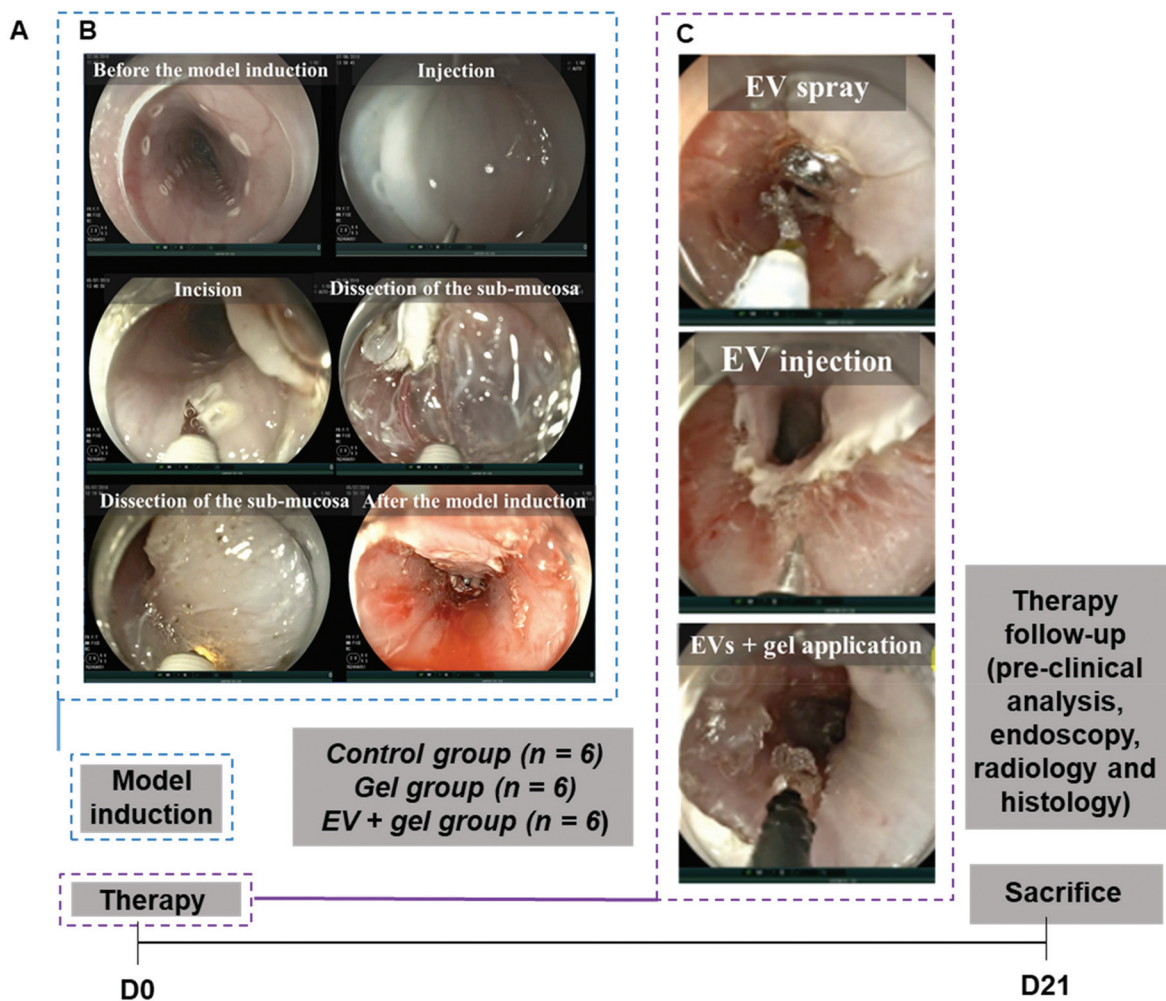 A
B
Before the model induction
Injection
Incision
Dissection of the sub-mucosa
Dissection of the sub-mucosa
After the model induction
C
EV spray
EV injection
EVs + gel application
Model
induction
Control group (n = 6)
Gel group (n = 6)
EV + gel group (n = 6)
Therapy
follow-up
(pre-clinical
analysis,
endoscopy,
radiology and
histology)
Therapy
Sacrifice
D0
D21